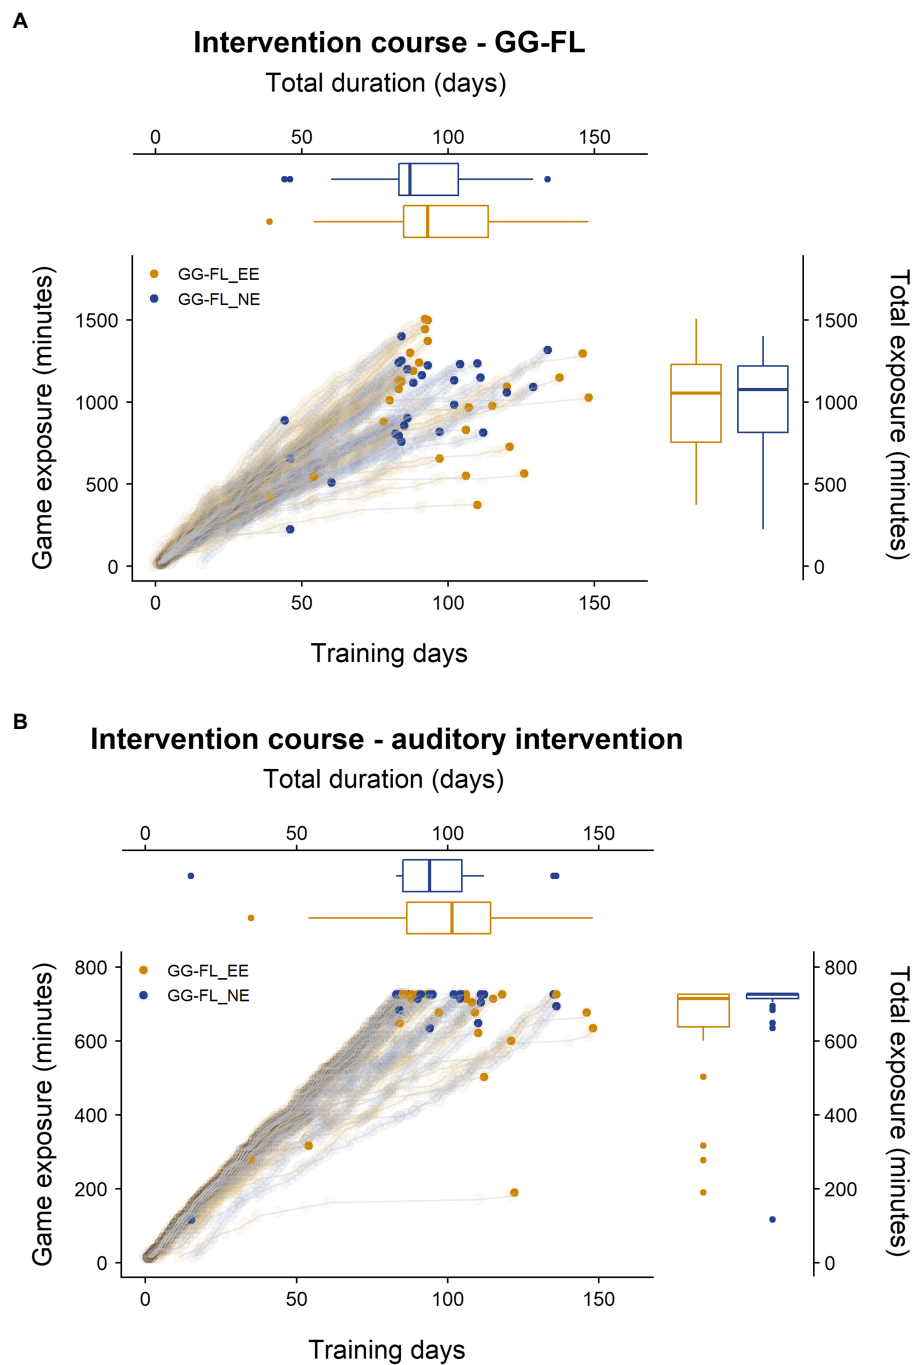 A
Intervention course - GG-FL
Total duration (days)
0 50 100 150
GG-FL_EE
GG-FL_NE
Game exposure (minutes)
1500
1000
500
0
0 50 100 150
Training days
1500
1000
500
0
Total exposure (minutes)
B
Intervention course - auditory intervention
Total duration (days)
0 50 100 150
GG-FL_EE
GG-FL_NE
Game exposure (minutes)
800
600
400
200
0
0 50 100 150
Training days
800
600
400
200
0
Total exposure (minutes)